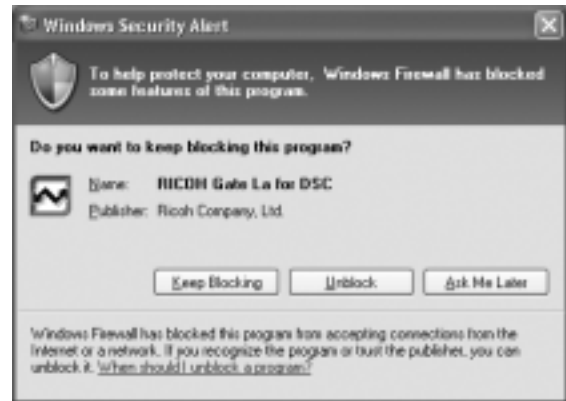 Windows Security Alert
To help protect your computer, Windows Firewall has blocked
some features of this program.
Do you want to keep blocking this program?
Name: RICOH Gate La for DSC
Publisher: Ricoh Company, Ltd.
Keep Blocking Unblock Ask Me Later
Windows Firewall has blocked this program from accepting connections from the
Internet or a network. If you recognize the program or trust the publisher, you can
unblock it. When should I unblock a program?